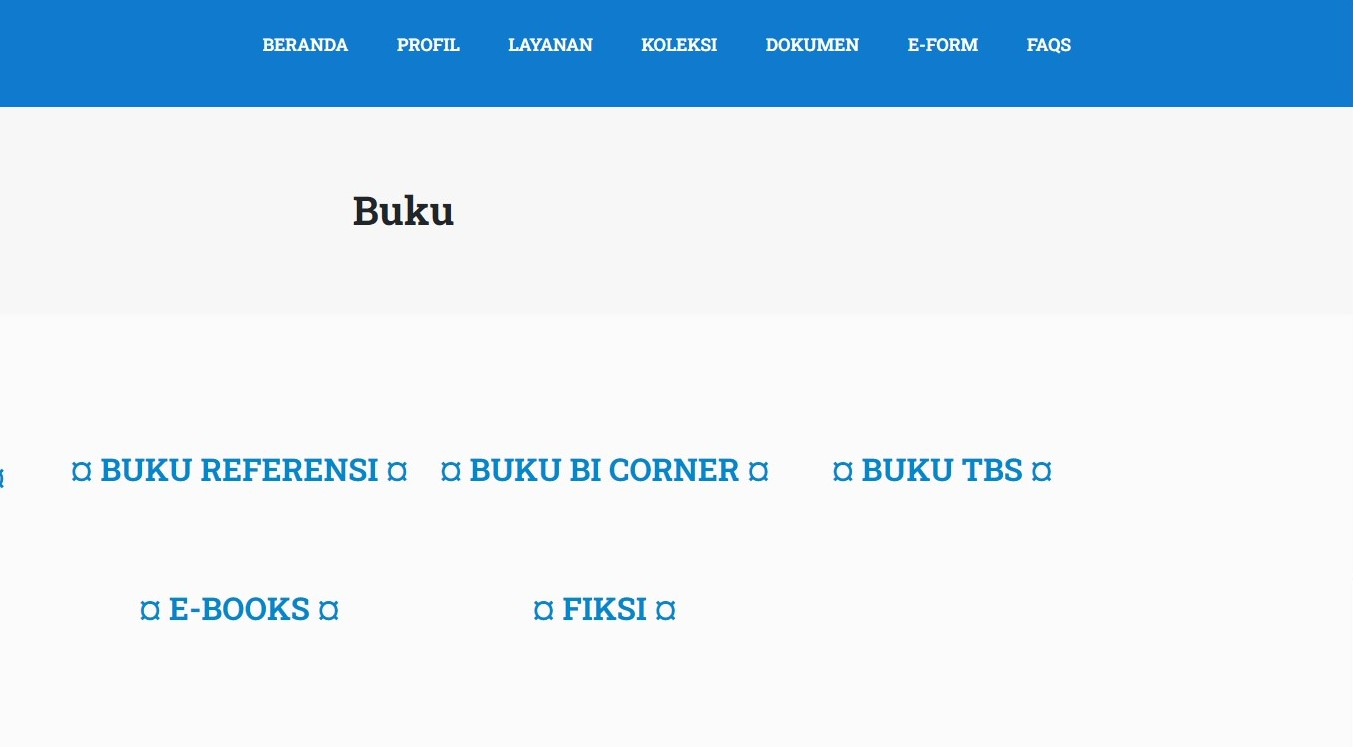 BERANDA PROFIL LAYANAN KOLEKSI DOKUMEN E-FORM FAQS
Buku
¤ BUKU REFERENSI ¤ ¤ BUKU BI CORNER ¤ ¤ BUKU TBS ¤
¤ E-BOOKS ¤ ¤ FIKSI ¤